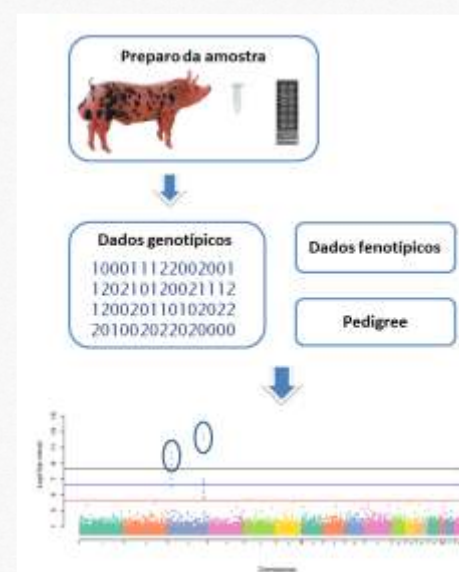 Preparo da amostra
Dados genotípicos
100011122002001
120210120021112
120020110102022
201002022020000
Dados fenotípicos
Pedigree